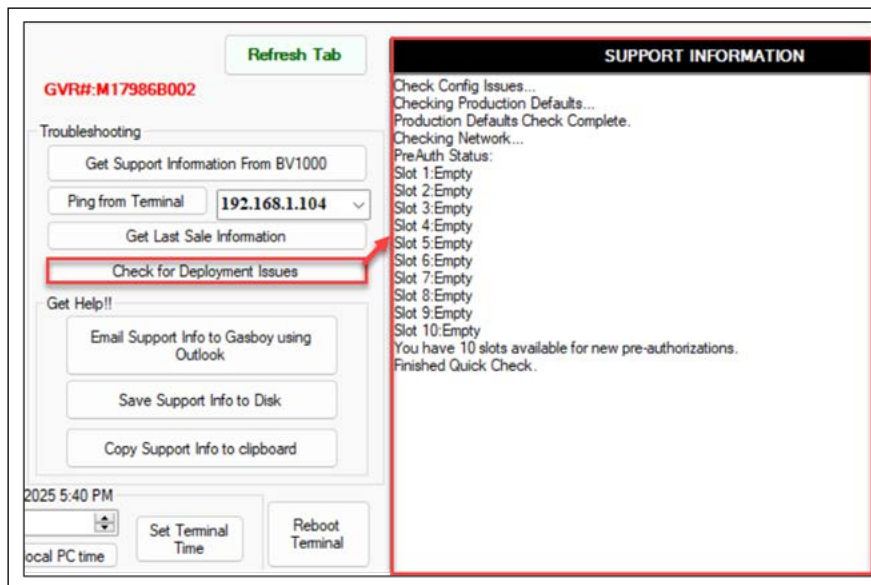 Refresh Tab
GVR#:M17986B002
Troubleshooting
Get Support Information From BV1000
Ping from Terminal
192.168.1.104
Get Last Sale Information
Check for Deployment Issues
Get Help!!
Email Support Info to Gasboy using
Outlook
Save Support Info to Disk
Copy Support Info to clipboard
2025 5:40 PM
Set Terminal
Time
ocal PC time
Reboot
Terminal
SUPPORT INFORMATION
Check Config Issues...
Checking Production Defaults...
Production Defaults Check Complete.
Checking Network...
PreAuth Status:
Slot 1:Empty
Slot 2:Empty
Slot 3:Empty
Slot 4:Empty
Slot 5:Empty
Slot 6:Empty
Slot 7:Empty
Slot 8:Empty
Slot 9:Empty
Slot 10:Empty
You have 10 slots available for new pre-authorizations.
Finished Quick Check.